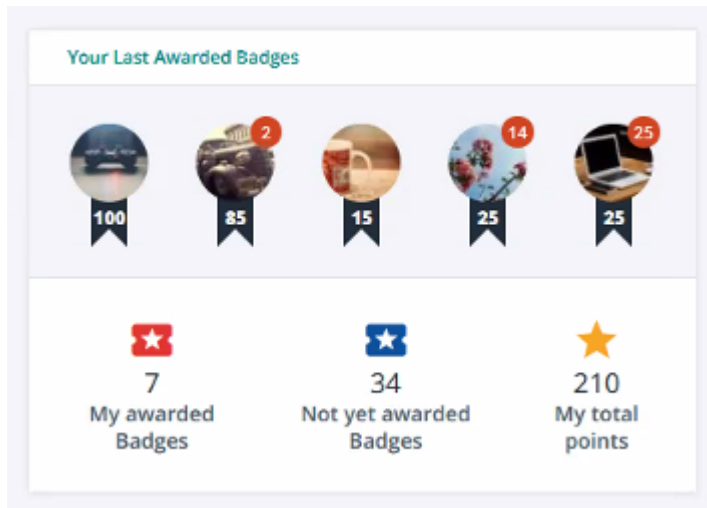 Your Last Awarded Badges
2 14 25
100 85 15 25 25
7 34 210
My awarded Badges
Not yet awarded Badges
My total points